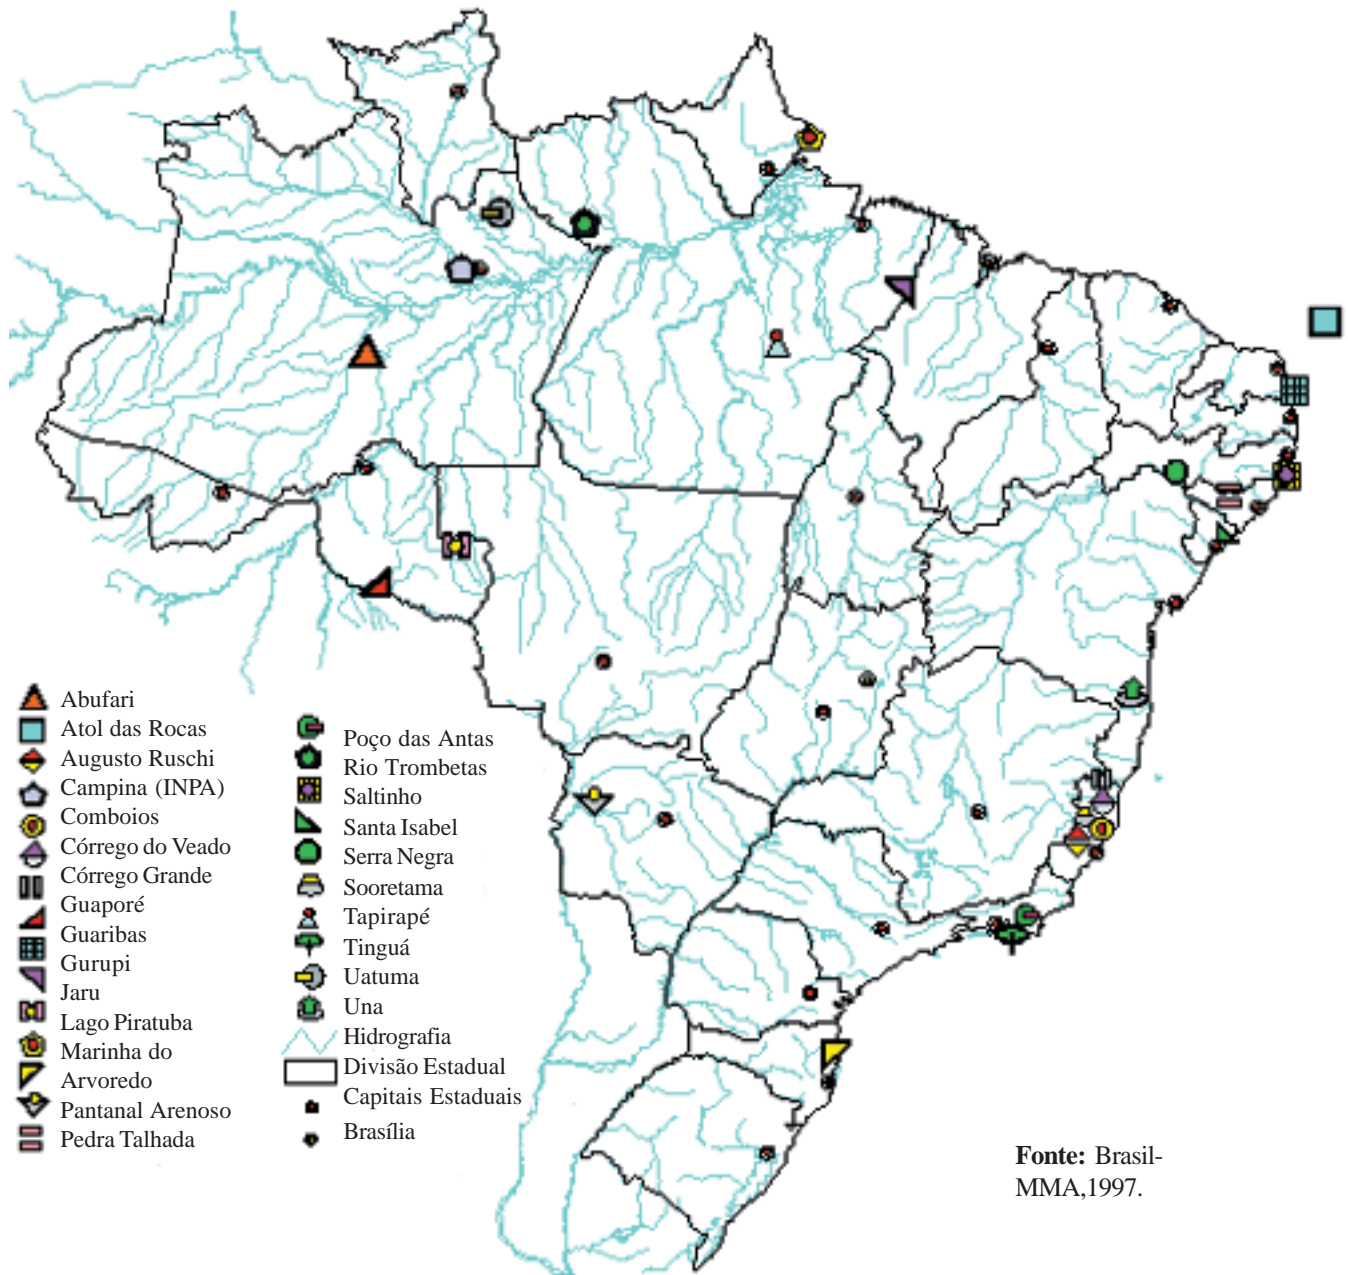 Abufari
Atol das Rocas
Augusto Ruschi
Campina (INPA)
Comboios
Córrego do Veado
Córrego Grande
Guaporé
Guaribas
Gurupi
Jaru
Lago Piratuba
Marinha do
Arvoredo
Pantanal Arenoso
Pedra Talhada
Poço das Antas
Rio Trombetas
Saltinho
Santa Isabel
Serra Negra
Sooretama
Tapirapé
Tinguá
Uatuma
Una
Hidrografia
Divisão Estadual
Capitais Estaduais
Brasília
Fonte: Brasil-
MMA,1997.